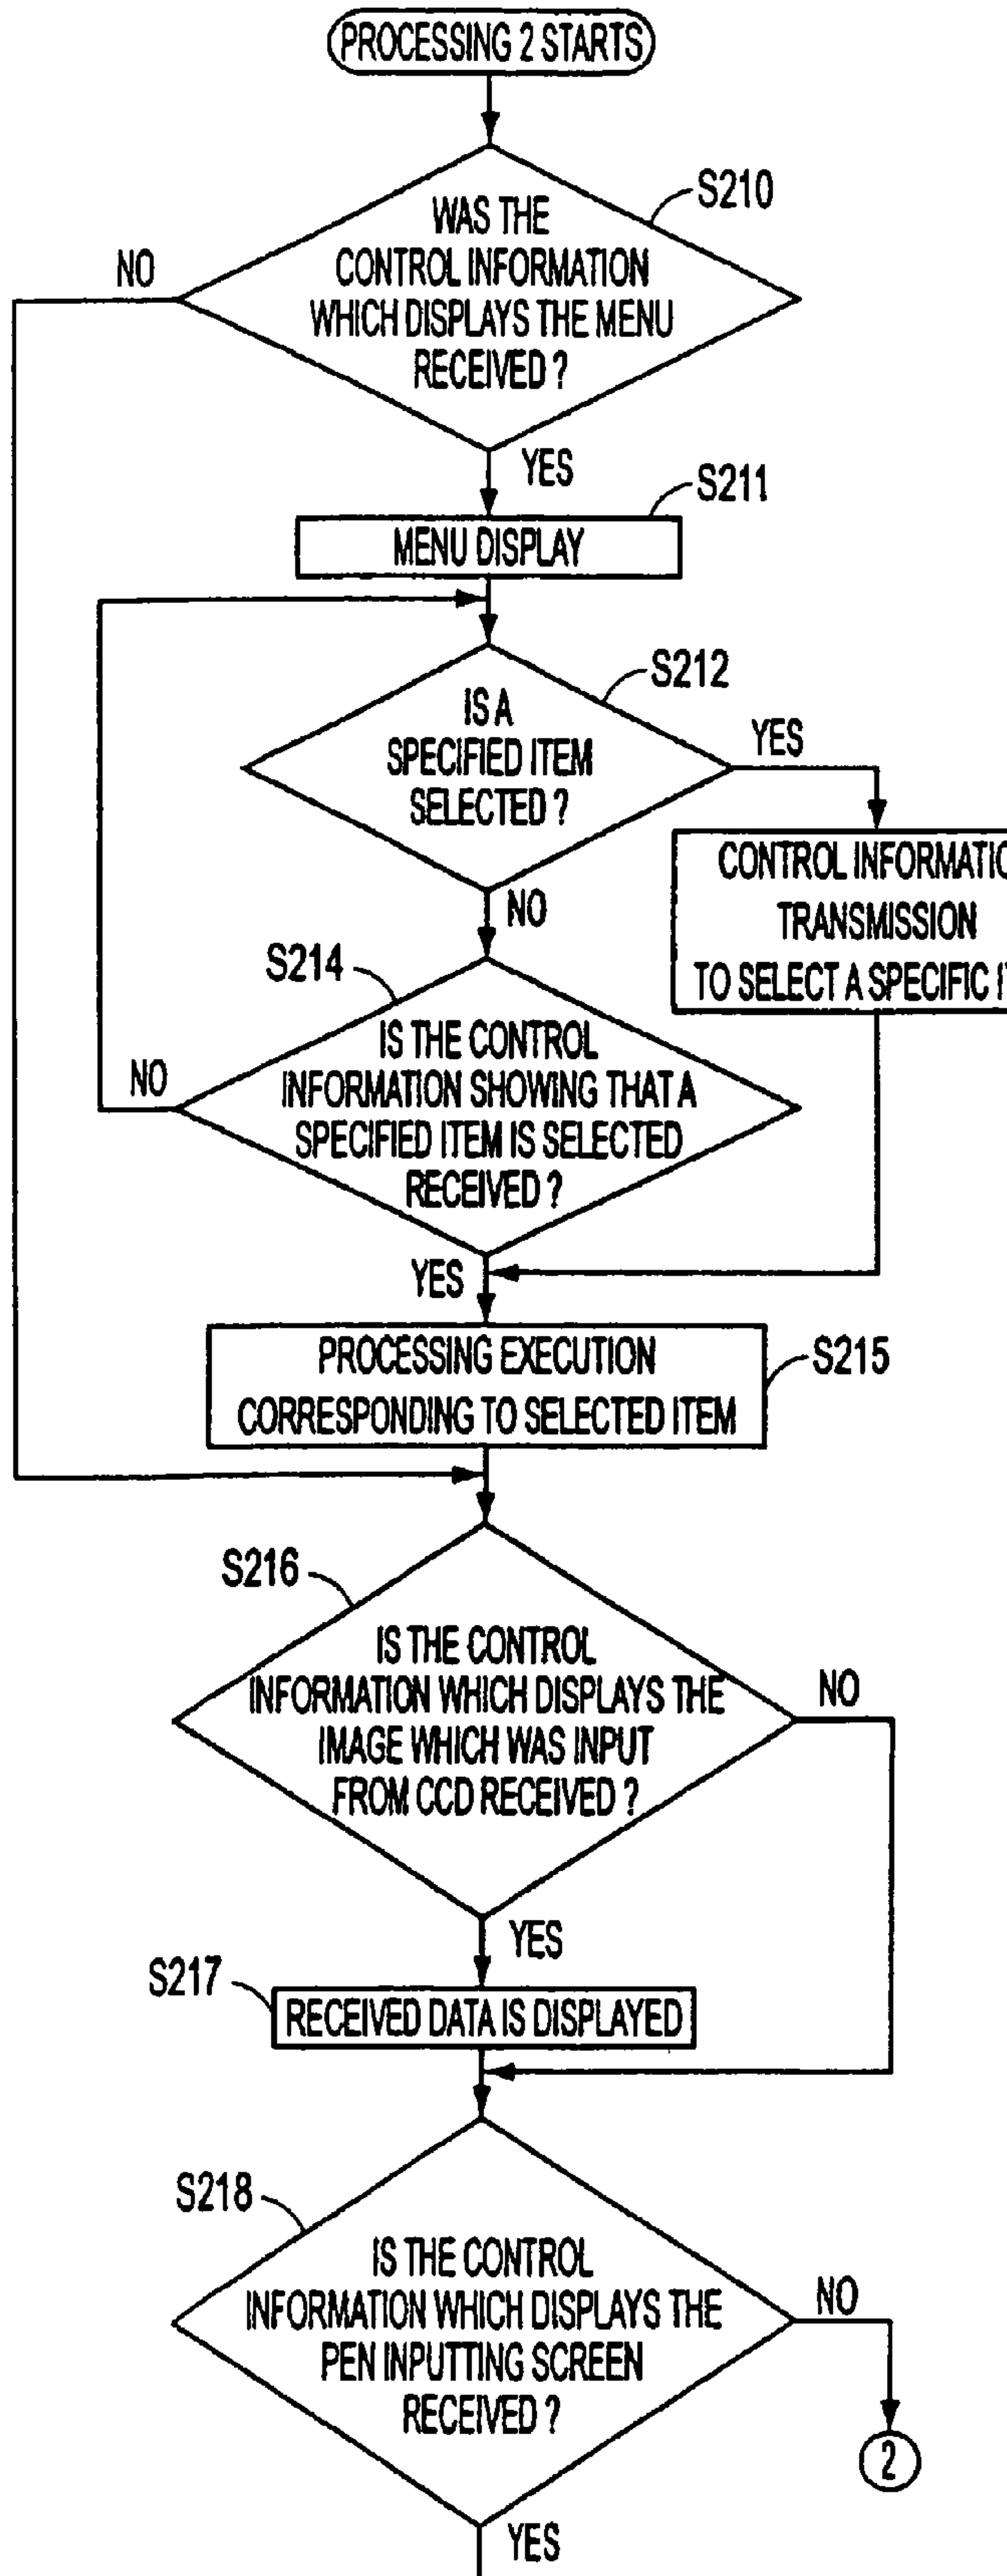 PROCESSING 2 STARTS
S210
WAS THE
CONTROL INFORMATION
WHICH DISPLAYS THE MENU
RECEIVED ?
NO
YES
S211
MENU DISPLAY
S212
IS A
SPECIFIED ITEM
SELECTED ?
YES
NO
CONTROL
TRANSMISSION
TO SELECT A SPECIFIC
S214
IS THE CONTROL
INFORMATION SHOWING THAT A
SPECIFIED ITEM IS SELECTED
RECEIVED ?
NO
YES
PROCESSING EXECUTION
CORRESPONDING TO SELECTED ITEM
S215
S216
IS THE CONTROL
INFORMATION WHICH DISPLAYS THE
IMAGE WHICH WAS INPUT
FROM CCD RECEIVED ?
NO
YES
S217
RECEIVED DATA IS DISPLAYED
S218
IS THE CONTROL
INFORMATION WHICH DISPLAYS THE
PEN INPUTTING SCREEN
RECEIVED ?
NO
2
YES